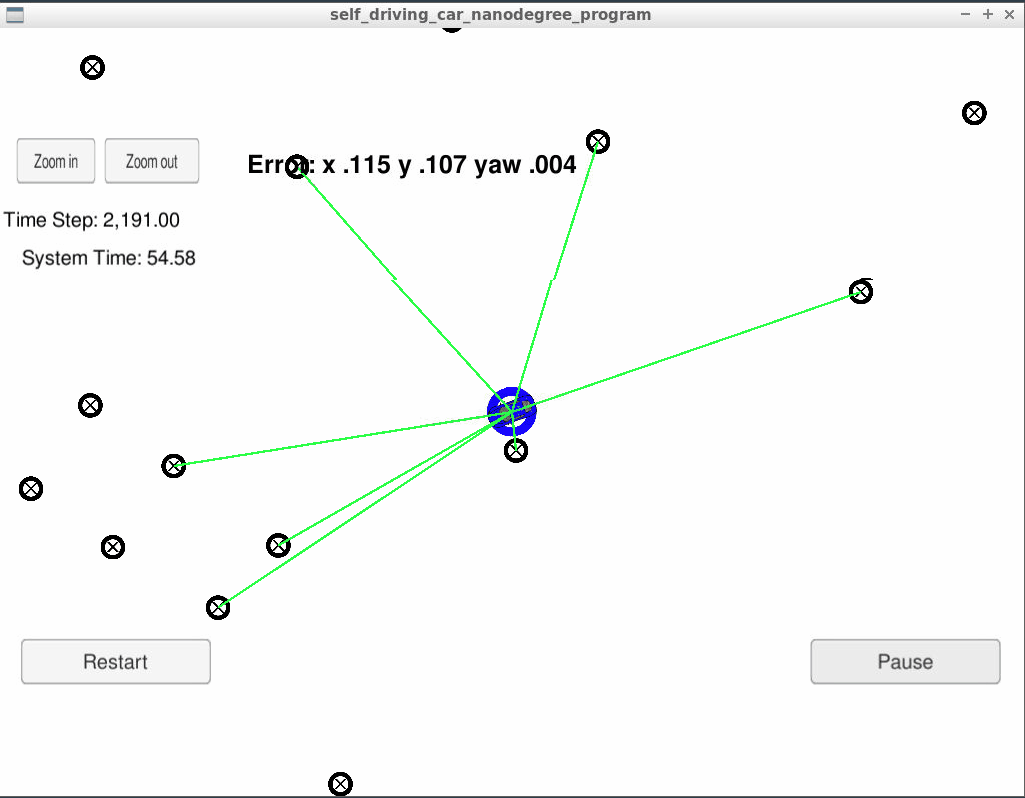 self_driving_car_nanodegree_program
Zoom in
Zoom out
Error: x .115 y .107 yaw .004
Time Step: 2,191.00
System Time: 54.58
Restart
Pause